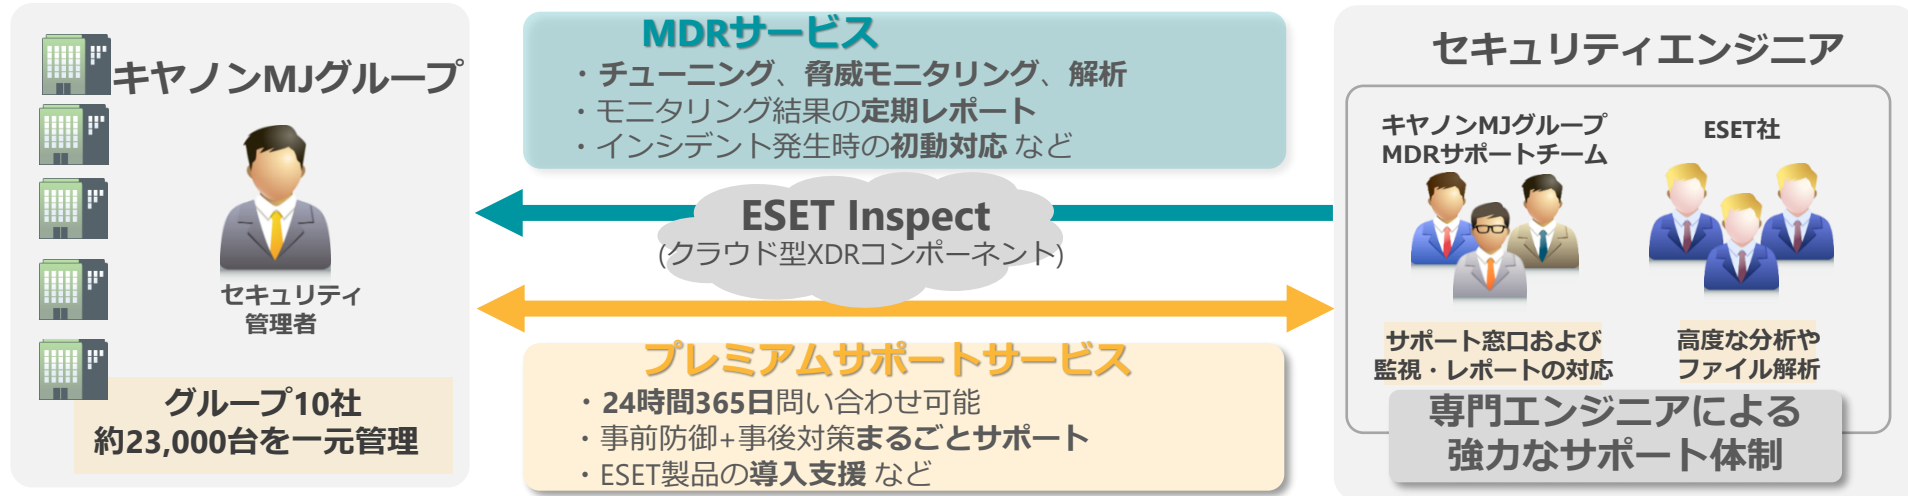 キヤノンMJグループ
セキュリティ
管理者
グループ10社
約23,000台を一元管理
MDRサービス
・チューニング、脅威モニタリング、解析
・モニタリング結果の定期レポート
・インシデント発生時の初動対応 など
ESET Inspect
(クラウド型XDRコンポーネント)
プレミアムサポートサービス
・24時間365日問い合わせ可能
・事前防御+事後対策まるごとサポート
・ESET製品の導入支援 など
セキュリティエンジニア
キヤノンMJグループ
MDRサポートチーム
サポート窓口および
監視・レポートの対応
ESET社
高度な分析や
ファイル解析
専門エンジニアによる
強力なサポート体制